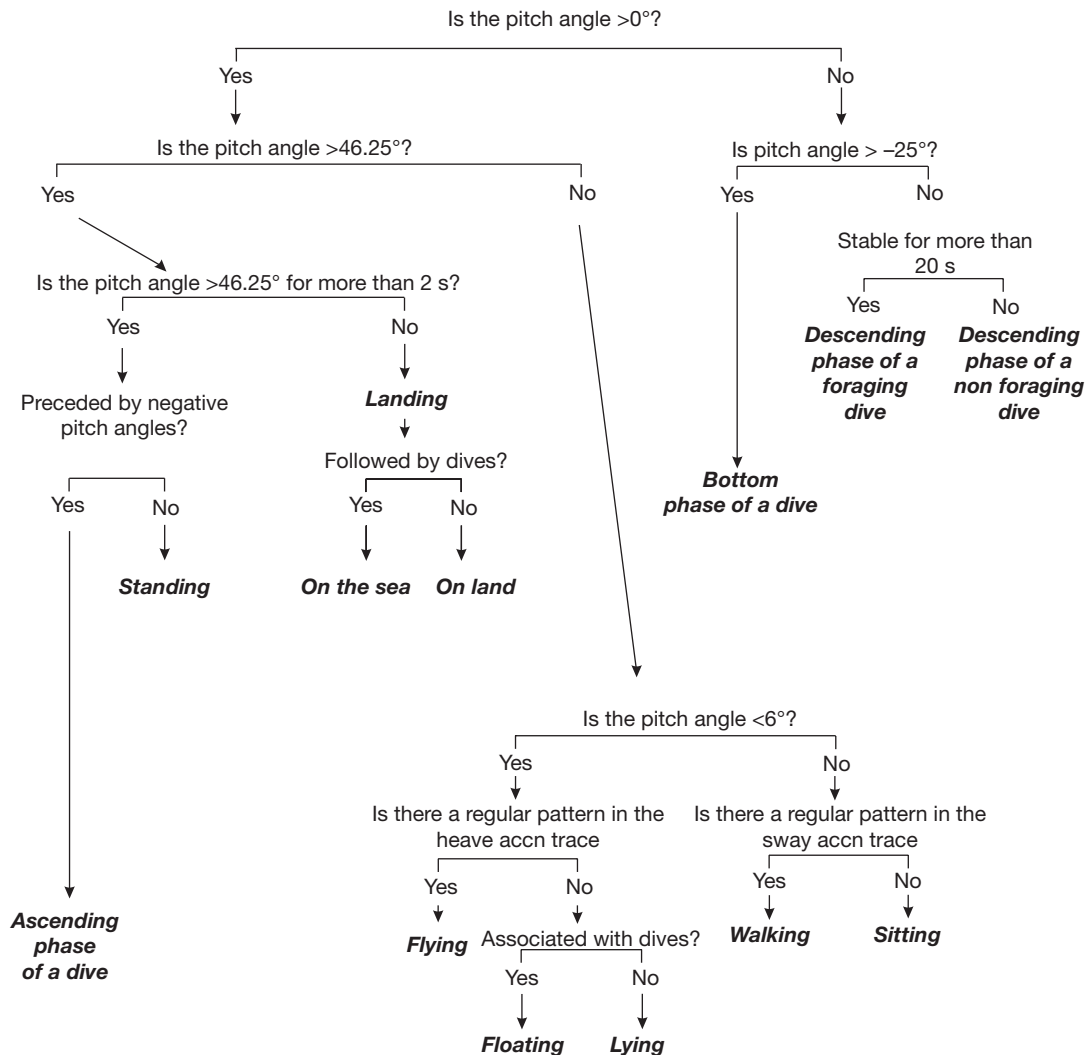 Is the pitch angle >0°?
Yes
No
Is the pitch angle >46.25°?
Is pitch angle > –25°?
Yes
No
Yes
No
Stable for more than
20 s
Is the pitch angle >46.25° for more than 2 s?
Yes
No
Yes
No
Descending
phase of a
foraging
dive
Descending
phase of a
non foraging
dive
Preceded by negative
pitch angles?
Landing
Followed by dives?
Bottom
phase of a dive
Yes
No
Yes
No
Standing
On the sea
On land
Is the pitch angle <6°?
Yes
No
Is there a regular pattern in the
heave accn trace
Is there a regular pattern in the
sway accn trace
Yes
No
Yes
No
Ascending
phase
of a dive
Flying
Associated with dives?
Walking
Sitting
Yes
No
Floating
Lying